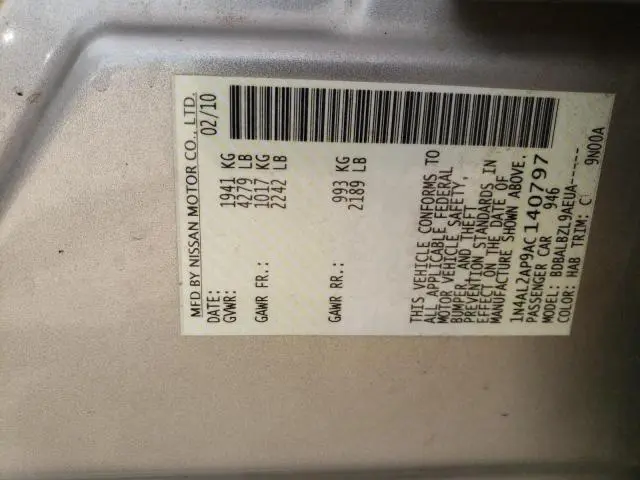 MFD BY NISSAN MOTOR CO., LTD.
DATE: 02/10
GVWR: 1941 KG
4279 LB
GAWR FR.: 1017 KG
2242 LB
GAWR RR.: 993 KG
2189 LB
THIS VEHICLE CONFORMS TO
ALL APPLICABLE FEDERAL
MOTOR VEHICLE SAFETY,
BUMPER, AND THEFT
PREVENTION STANDARDS IN
EFFECT ON THE DATE OF
MANUFACTURE SHOWN ABOVE.
1N4AL2AP9AC140797
PASSENGER CAR 946
MODEL: BDBALBZL9AEUA------
COLOR: HAB TRIM: C 9N00A